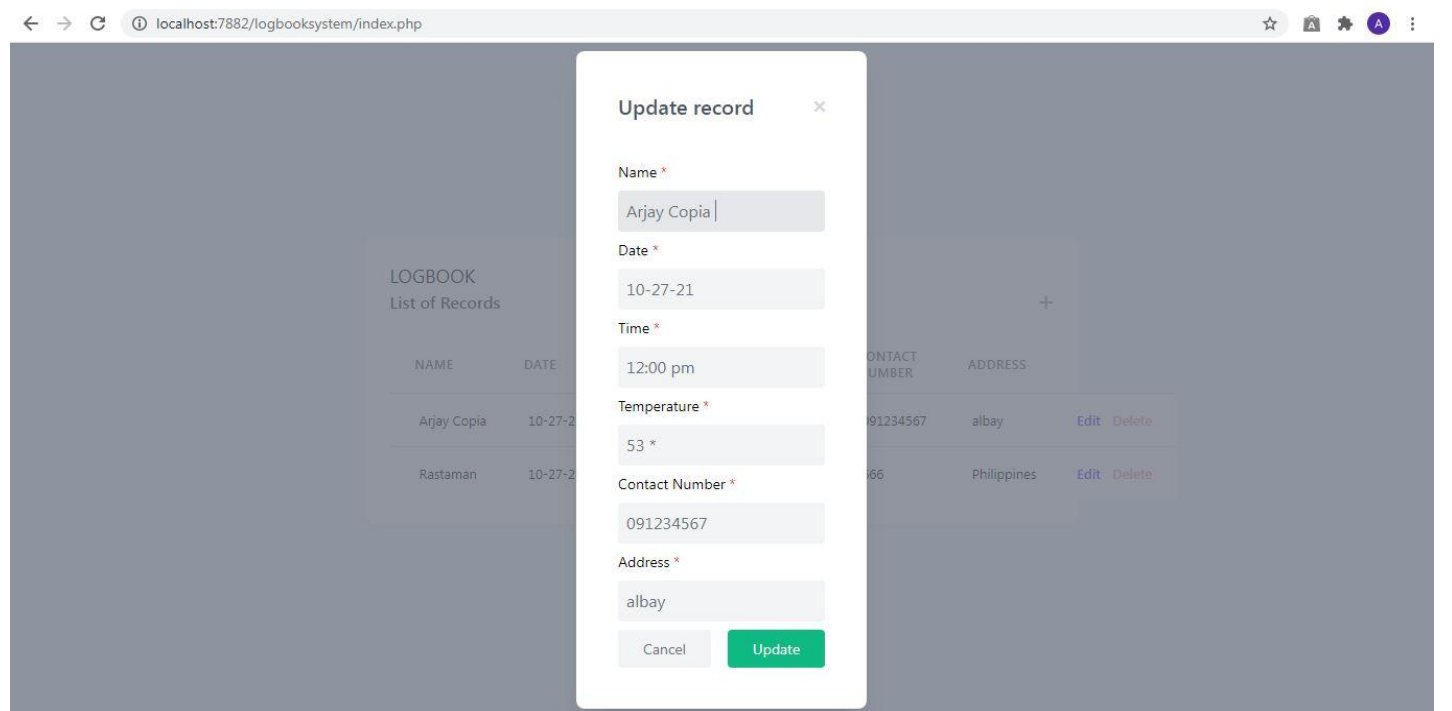 localhost:7882/logbooksystem/index.php
A
Update record ×
Name *
Arjay Copia
Date *
10-27-21
Time *
12:00 pm
Temperature *
53 *
Contact Number *
091234567
Address *
albay
Cancel Update
LOGBOOK
List of Records +
NAME DATE ONTACT UMBER ADDRESS
Arjay Copia 10-27-2 091234567 albay Edit Delete
Rastaman 10-27-2 Philippines Edit Delete